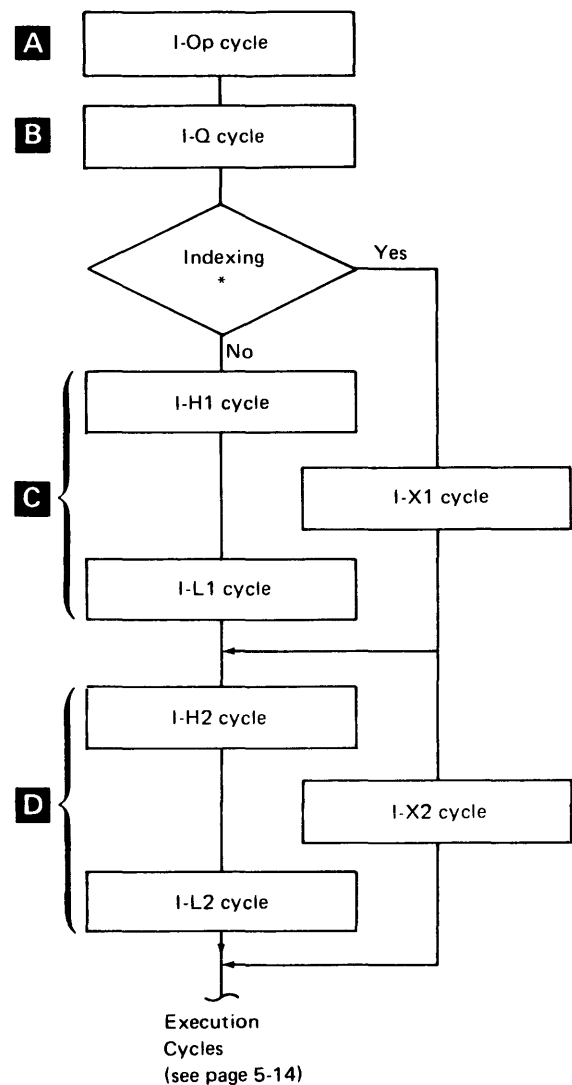 A
I-Op cycle
B
I-Q cycle
Indexing
*
Yes
No
I-H1 cycle
C
I-X1 cycle
I-L1 cycle
I-H2 cycle
D
I-X2 cycle
I-L2 cycle
Execution
Cycles
(see page 5-14)